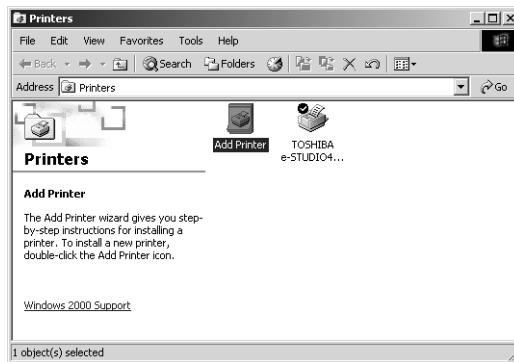 Printers
File Edit View Favorites Tools Help
Back Search Folders
Address Printers Go
Add Printer
TOSHIBA
e-STUDIO4...
Printers
Add Printer
The Add Printer wizard gives you step-
by-step instructions for installing a
printer. To install a new printer,
double-click the Add Printer icon.
Windows 2000 Support
1 object(s) selected